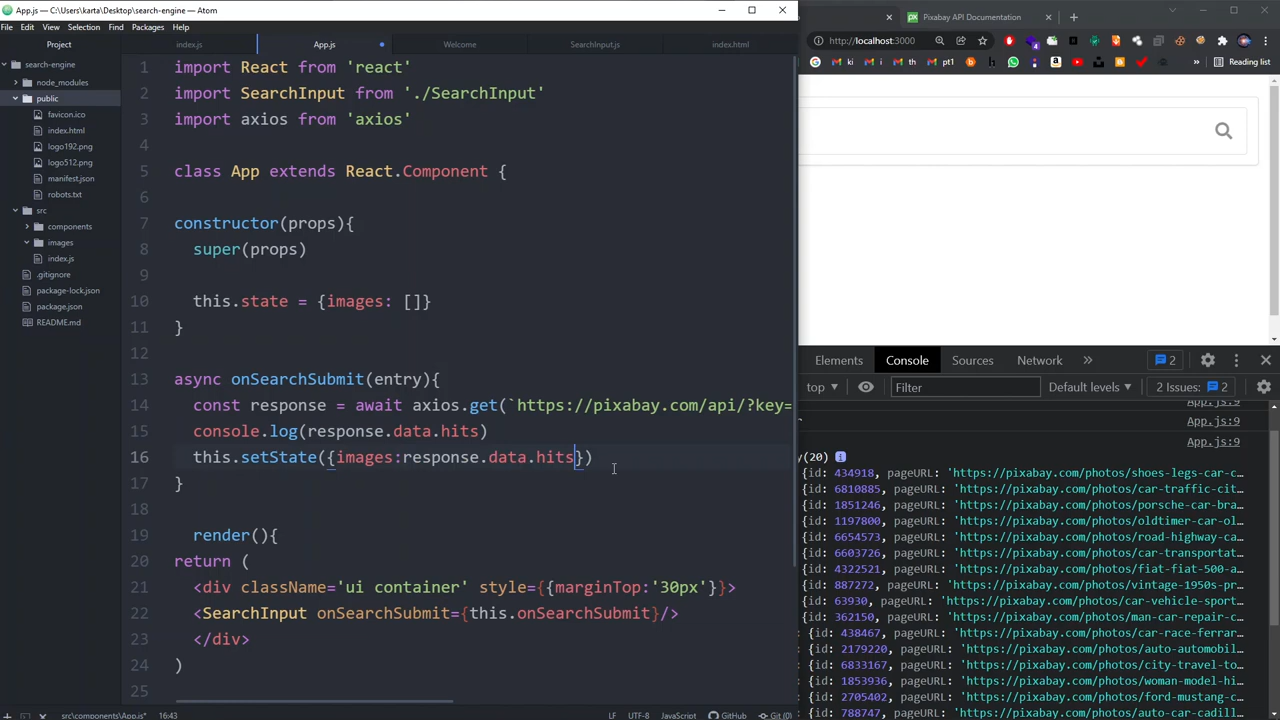 App.js — C:\Users\karta\Desktop\search-engine — Atom
File Edit View Selection Find Packages Help
Project
index.js
App.js
Welcome
SearchInput.js
index.html
search-engine
node_modules
public
favicon.ico
index.html
logo192.png
logo512.png
manifest.json
robots.txt
src
components
images
index.js
.gitignore
package-lock.json
package.json
README.md
1 import React from 'react'
2 import SearchInput from './SearchInput'
3 import axios from 'axios'
4
5 class App extends React.Component {
6
7 constructor(props){
8 super(props)
9
10 this.state = {images: []}
11 }
12
13 async onSearchSubmit(entry){
14 const response = await axios.get(`https://pixabay.com/api/?key=
15 console.log(response.data.hits)
16 this.setState({images:response.data.hits})
17 }
18
19 render(){
20 return (
21 <div className='ui container' style={{marginTop:'30px'}}>
22 <SearchInput onSearchSubmit={this.onSearchSubmit}/>
23 </div>
24 )
25
src\components\App.js* 16:43
LF UTF-8 JavaScript GitHub Git (0)
Pixabay API Documentation
http://localhost:3000
ki i th pt1 » Reading list
Elements Console Sources Network » 2
top Filter Default levels 2 Issues: 2
App.js:9
App.js:9
r
App.js:9
y(20)
{id: 434918, pageURL: 'https://pixabay.com/photos/shoes-legs-car-c…
{id: 6810885, pageURL: 'https://pixabay.com/photos/car-traffic-cit…
{id: 1851246, pageURL: 'https://pixabay.com/photos/porsche-car-bra…
{id: 1197800, pageURL: 'https://pixabay.com/photos/oldtimer-car-ol…
{id: 6654573, pageURL: 'https://pixabay.com/photos/road-highway-ca…
{id: 6603726, pageURL: 'https://pixabay.com/photos/car-transportat…
{id: 4322521, pageURL: 'https://pixabay.com/photos/fiat-fiat-500-a…
{id: 887272, pageURL: 'https://pixabay.com/photos/vintage-1950s-pr…
{id: 63930, pageURL: 'https://pixabay.com/photos/car-vehicle-sport…
{id: 362150, pageURL: 'https://pixabay.com/photos/man-car-repair-g…
{id: 438467, pageURL: 'https://pixabay.com/photos/car-race-ferrar…
{id: 2179220, pageURL: 'https://pixabay.com/photos/auto-automobil…
{id: 6833167, pageURL: 'https://pixabay.com/photos/city-travel-to…
{id: 1853936, pageURL: 'https://pixabay.com/photos/woman-model-hi…
{id: 2705402, pageURL: 'https://pixabay.com/photos/ford-mustang-c…
{id: 788747, pageURL: 'https://pixabay.com/photos/auto-car-cadill…